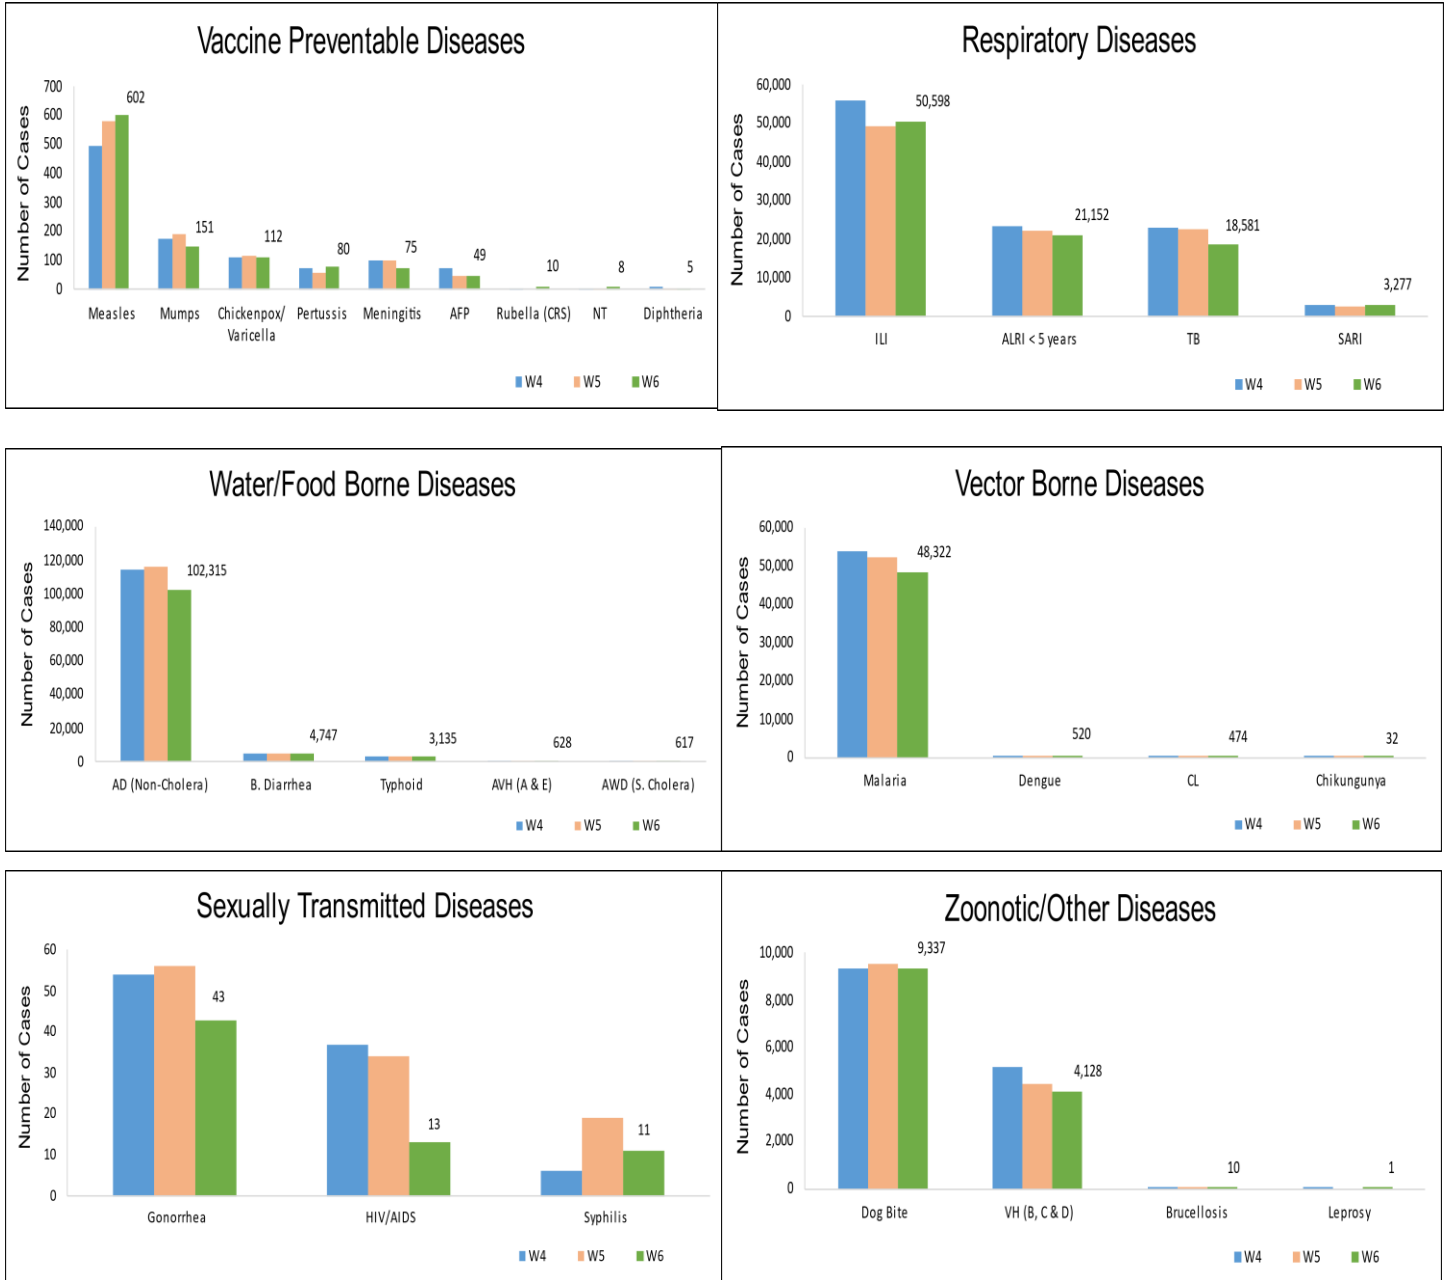 Vaccine Preventable Diseases
Number of Cases
700
600
500
400
300
200
100
0
602
151
112
80
75
49
10
8
5
Measles Mumps Chickenpox/ Pertussis Meningitis AFP Rubella (CRS) NT Diphtheria
Varicella
W4 W5 W6
Respiratory Diseases
Number of Cases
60,000
50,000
40,000
30,000
20,000
10,000
0
50,598
21,152
18,581
3,277
ILI ALRI < 5 years TB SARI
W4 W5 W6
Water/Food Borne Diseases
Number of Cases
140,000
120,000
100,000
80,000
60,000
40,000
20,000
0
102,315
4,747
3,135
628
617
AD (Non-Cholera) B. Diarrhea Typhoid AVH (A & E) AWD (S. Cholera)
W4 W5 W6
Vector Borne Diseases
Number of Cases
60,000
50,000
40,000
30,000
20,000
10,000
0
48,322
520
474
32
Malaria Dengue CL Chikungunya
W4 W5 W6
Sexually Transmitted Diseases
Number of Cases
60
50
40
30
20
10
0
43
13
11
Gonorrhea HIV/AIDS Syphilis
W4 W5 W6
Zoonotic/Other Diseases
Number of Cases
10,000
8,000
6,000
4,000
2,000
0
9,337
4,128
10
1
Dog Bite VH (B, C & D) Brucellosis Leprosy
W4 W5 W6